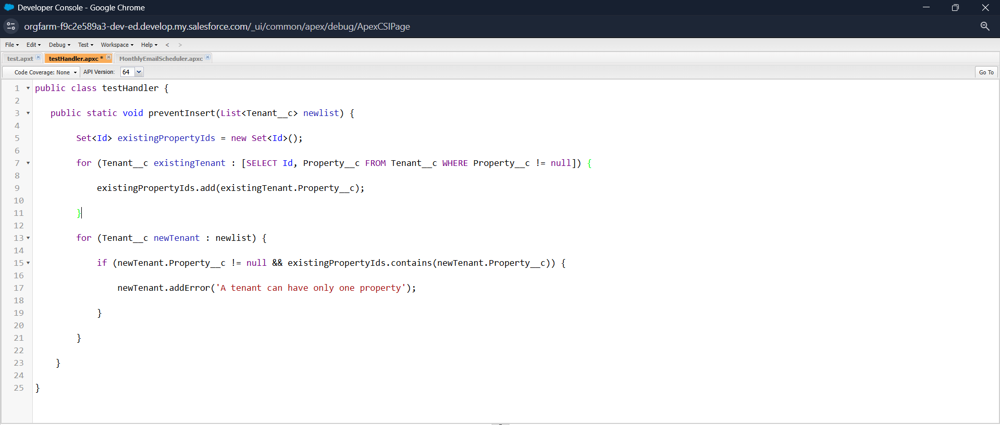 Developer Console - Google Chrome
orgfarm-f9c2e589a3-dev-ed.develop.my.salesforce.com/_ui/common/apex/debug/ApexCSIPage
File Edit Debug Test Workspace Help < >
test.apxt testHandler.apxc * MonthlyEmailScheduler.apxc
Code Coverage: None API Version: 64 Go To
1 public class testHandler {
2
3 public static void preventInsert(List<Tenant__c> newlist) {
4
5 Set<Id> existingPropertyIds = new Set<Id>();
6
7 for (Tenant__c existingTenant : [SELECT Id, Property__c FROM Tenant__c WHERE Property__c != null]) {
8
9 existingPropertyIds.add(existingTenant.Property__c);
10
11 }
12
13 for (Tenant__c newTenant : newlist) {
14
15 if (newTenant.Property__c != null && existingPropertyIds.contains(newTenant.Property__c)) {
16
17 newTenant.addError('A tenant can have only one property');
18
19 }
20
21 }
22
23 }
24
25 }